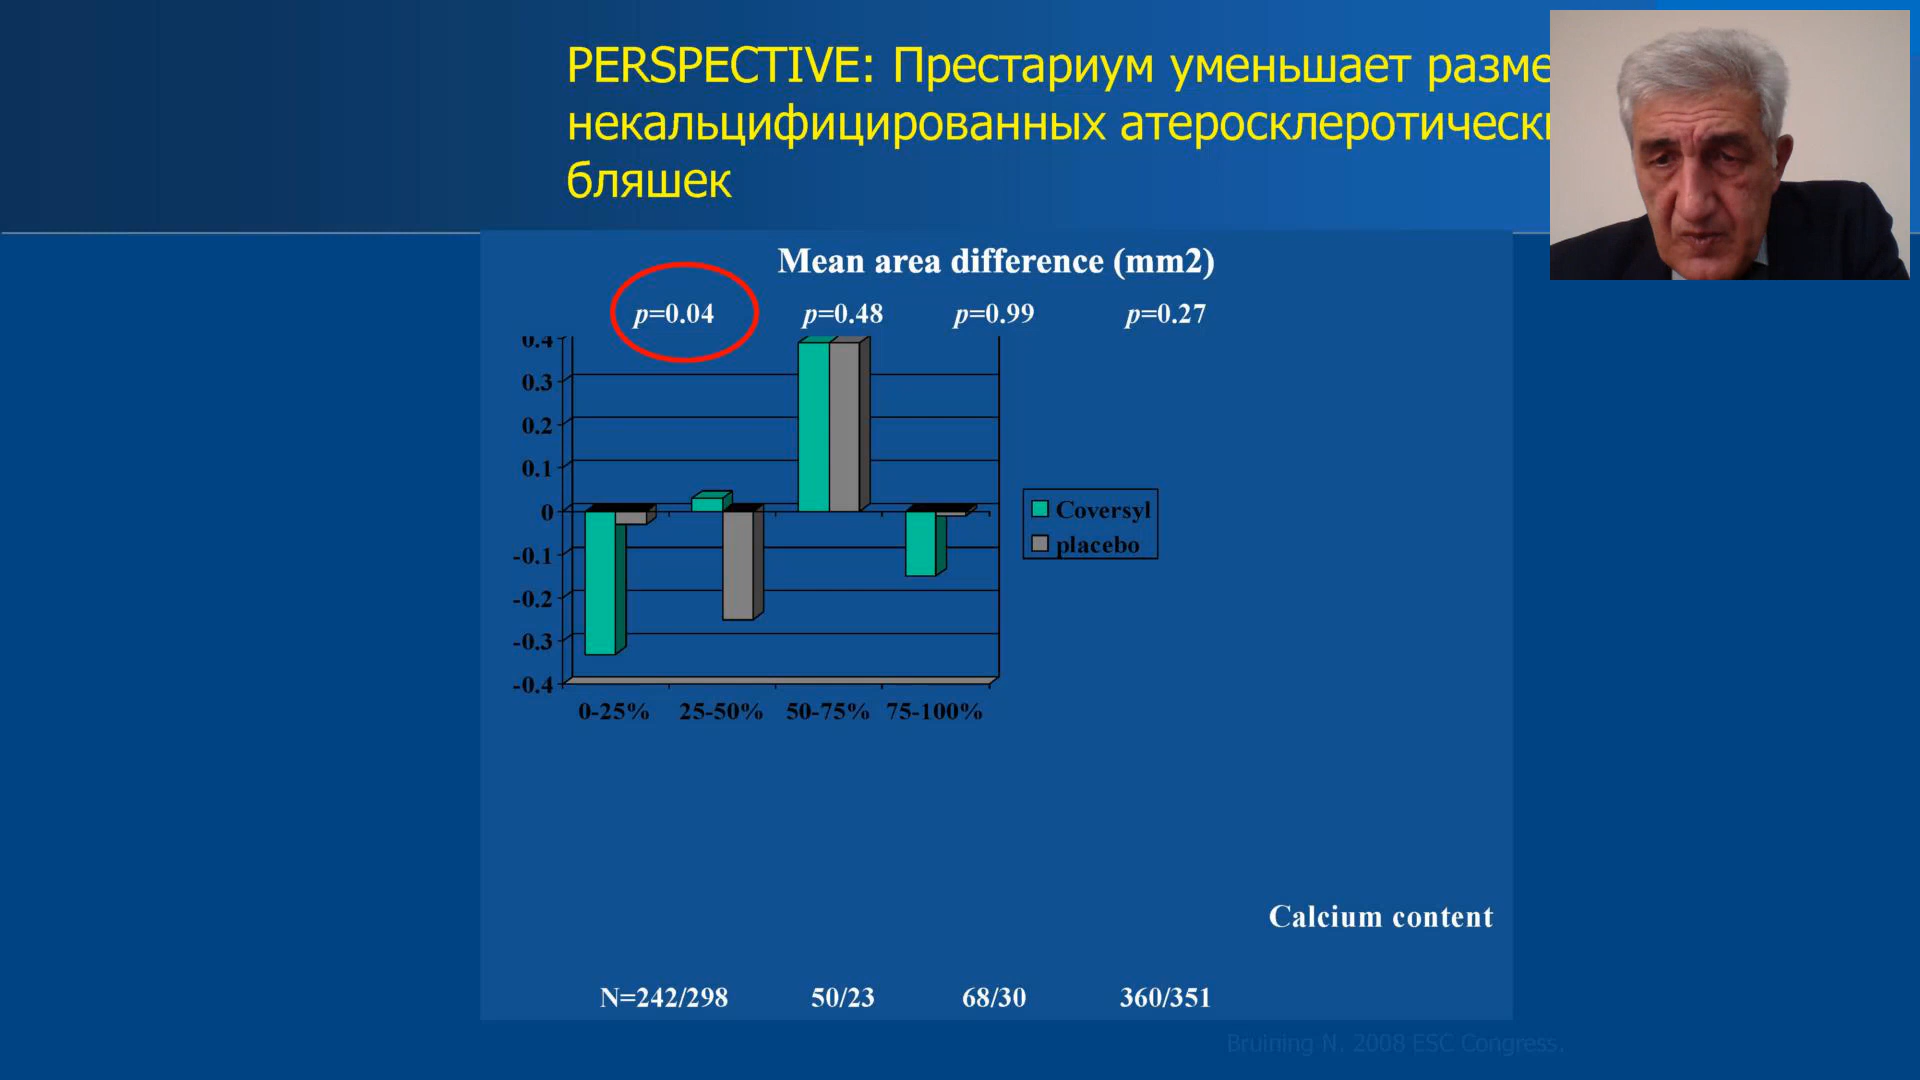 PERSPECTIVE: Престариум уменьшает разме
некальцифицированных атеросклеротическ
бляшек
Mean area difference (mm2)
p=0.04 p=0.48 p=0.99 p=0.27
0.4
0.3
0.2
0.1
0
-0.1
-0.2
-0.3
-0.4
0-25% 25-50% 50-75% 75-100%
Coversyl
placebo
Calcium content
N=242/298 50/23 68/30 360/351
Bruining N. 2008 ESC Congress.